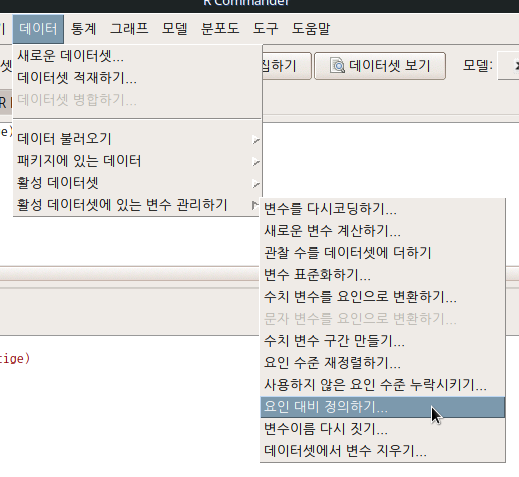 R Commander
데이터 통계 그래프 모델 분포도 도구 도움말
새로운 데이터셋...
데이터셋 적재하기...
데이터셋 병합하기...
데이터 불러오기
패키지에 있는 데이터
활성 데이터셋
활성 데이터셋에 있는 변수 관리하기
집하기 데이터셋 보기 모델:
변수를 다시코딩하기...
새로운 변수 계산하기...
관찰 수를 데이터셋에 더하기
변수 표준화하기...
수치 변수를 요인으로 변환하기...
문자 변수를 요인으로 변환하기...
수치 변수 구간 만들기...
요인 수준 재정렬하기...
사용하지 않은 요인 수준 누락시키기...
요인 대비 정의하기...
변수이름 다시 짓기...
데이터셋에서 변수 지우기...
tige)